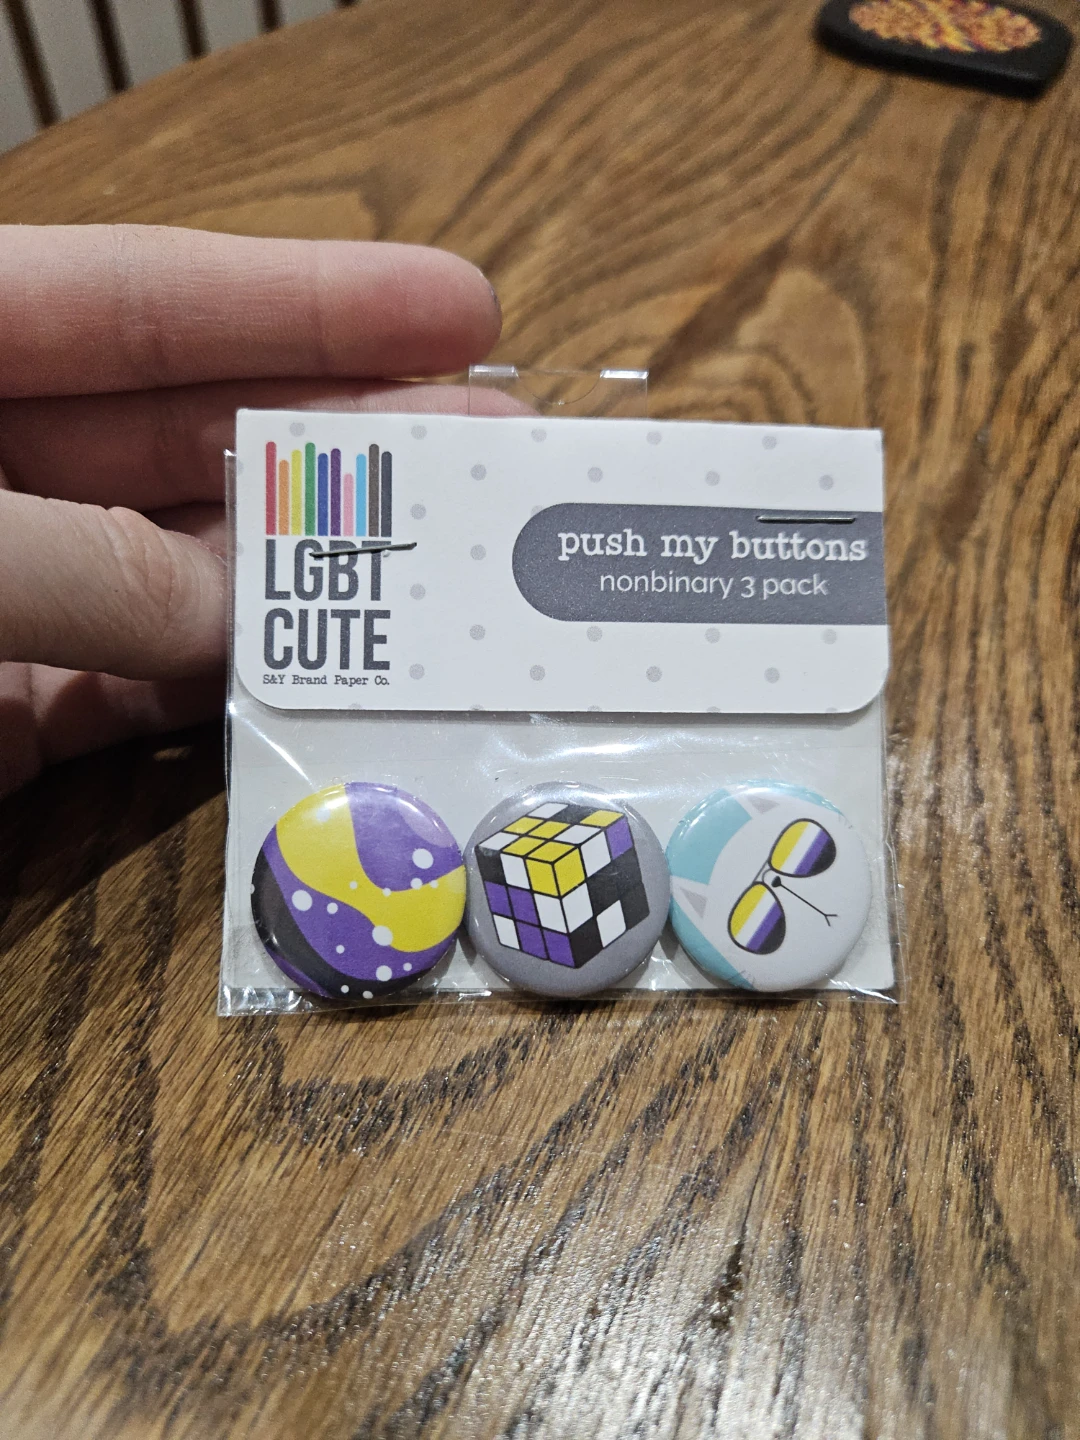 LGBT
CUTE
S&Y Brand Paper Co.
push my buttons
nonbinary 3 pack